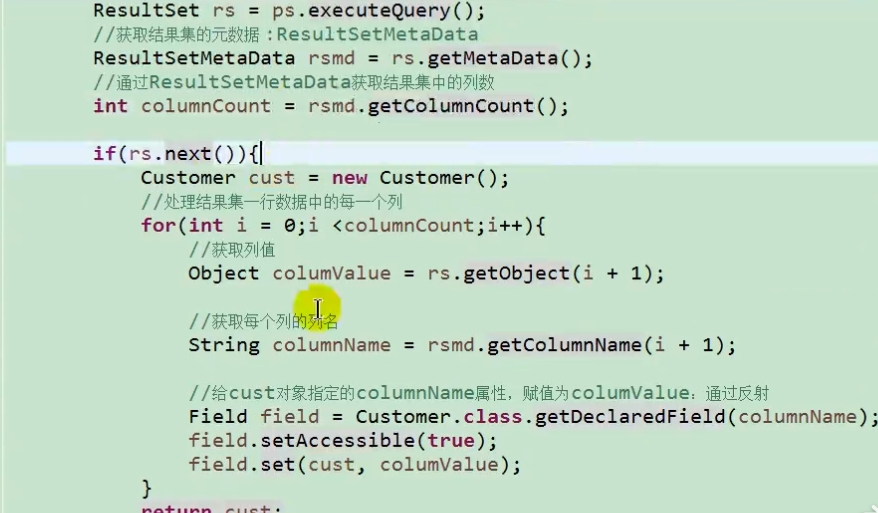 ResultSet rs = ps.executeQuery();
//获取结果集的元数据 :ResultSetMetaData
ResultSetMetaData rsmd = rs.getMetaData();
//通过ResultSetMetaData获取结果集中的列数
int columnCount = rsmd.getColumnCount();
if(rs.next()){
Customer cust = new Customer();
//处理结果集一行数据中的每一个列
for(int i = 0;i <columnCount;i++){
//获取列值
Object columValue = rs.getObject(i + 1);
//获取每个列的列名
String columnName = rsmd.getColumnName(i + 1);
//给cust对象指定的columnName属性，赋值为columValue：通过反射
Field field = Customer.class.getDeclaredField(columnName);
field.setAccessible(true);
field.set(cust, columValue);
}
return cust;